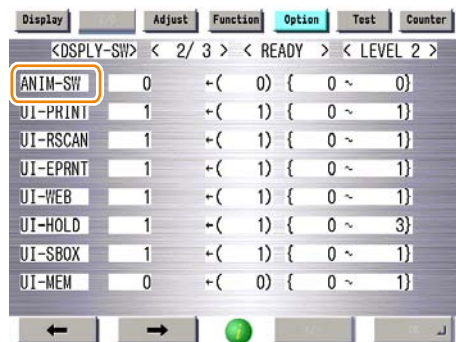 Display Adjust Function Option Test Counter
<DSPLY-SW> < 2/ 3 > < READY > < LEVEL 2 >
ANIM-SW 0 ←( 0) { 0 ~ 0}
UI-PRINT 1 ←( 1) { 0 ~ 1}
UI-RSCAN 1 ←( 1) { 0 ~ 1}
UI-EPRNT 1 ←( 1) { 0 ~ 1}
UI-WEB 1 ←( 1) { 0 ~ 1}
UI-HOLD 1 ←( 1) { 0 ~ 3}
UI-SBOX 1 ←( 1) { 0 ~ 1}
UI-MEM 0 ←( 0) { 0 ~ 1}
← →